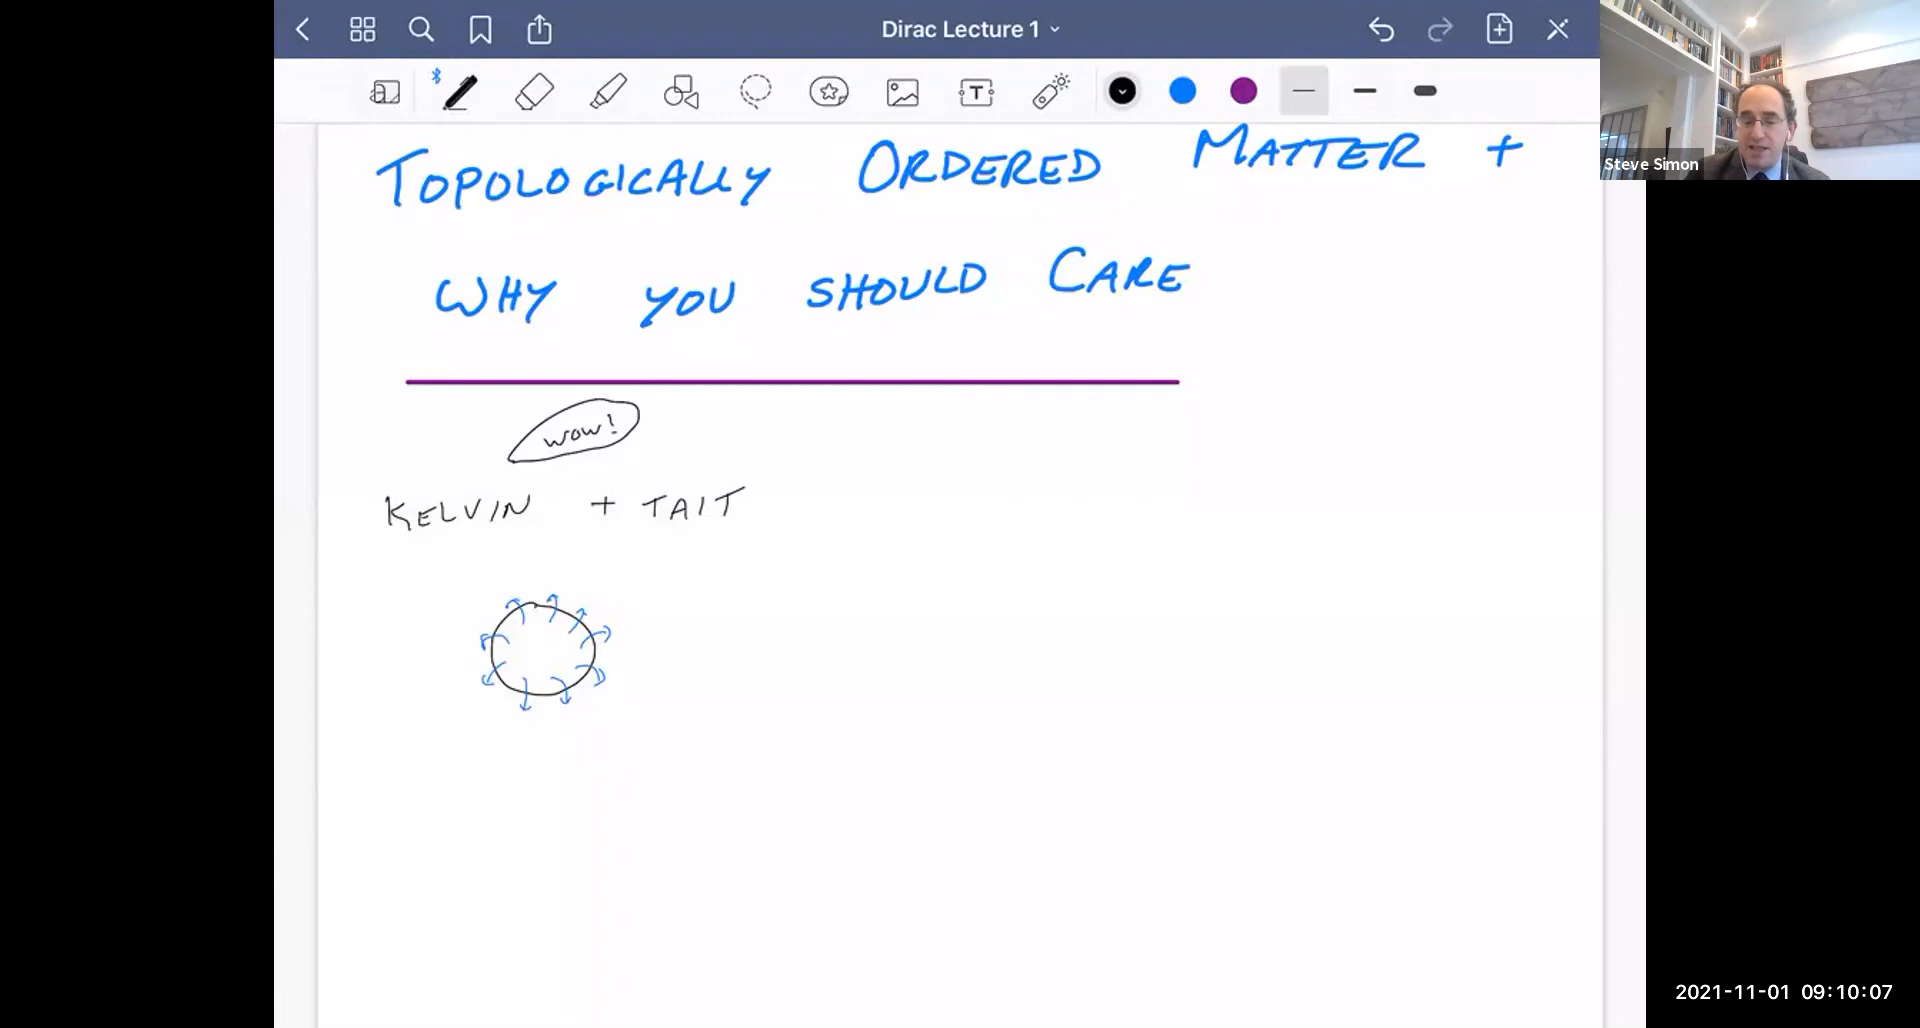 Dirac Lecture 1
T
Steve Simon
TOPOLOGICALLY ORDERED MATTER +
WHY YOU SHOULD CARE
wow!
KELVIN + TAIT
2021-11-01 09:10:07